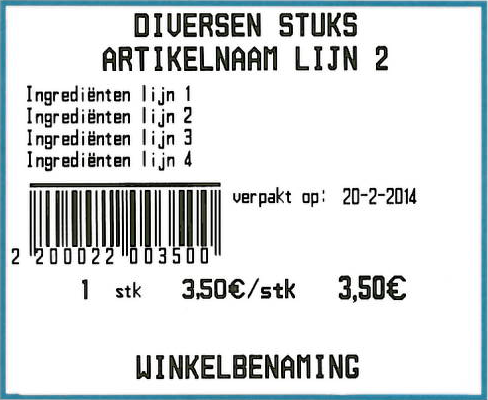 DIVERSEN STUKS
ARTIKELNAAM LIJN 2
Ingrediënten lijn 1
Ingrediënten lijn 2
Ingrediënten lijn 3
Ingrediënten lijn 4
verpakt op: 20-2-2014
2 200022 003500
1 stk 3,50€/stk 3,50€
WINKELBENAMING